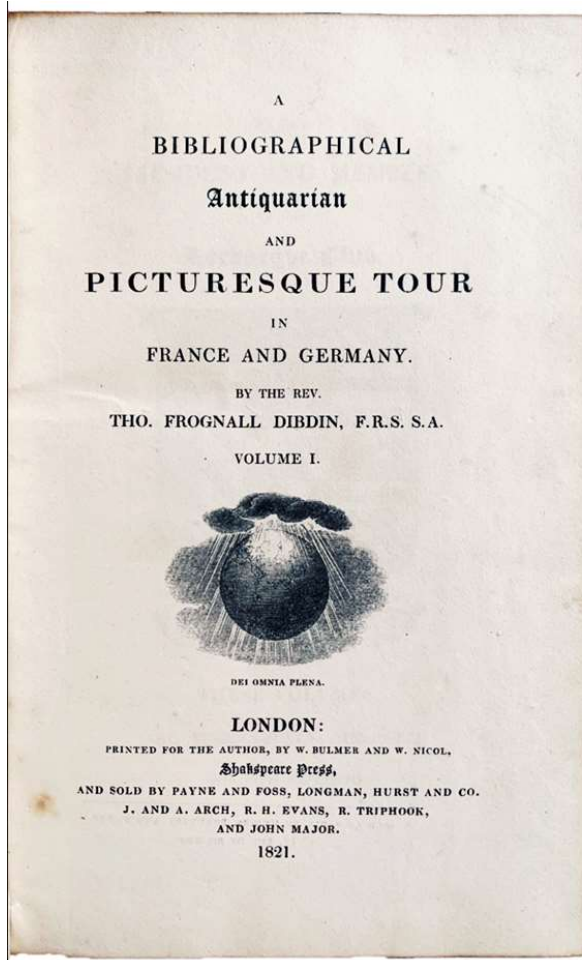 A
BIBLIOGRAPHICAL
Antiquarian
AND
PICTURESQUE TOUR
IN
FRANCE AND GERMANY.
BY THE REV.
THO. FROGNALL DIBDIN, F.R.S. S.A.
VOLUME I.
DEI OMNIA PLENA.
LONDON:
PRINTED FOR THE AUTHOR, BY W. BULMER AND W. NICOL,
Shakspeare Press,
AND SOLD BY PAYNE AND FOSS, LONGMAN, HURST AND CO.
J. AND A. ARCH, R. H. EVANS, R. TRIPHOOK,
AND JOHN MAJOR.
1821.